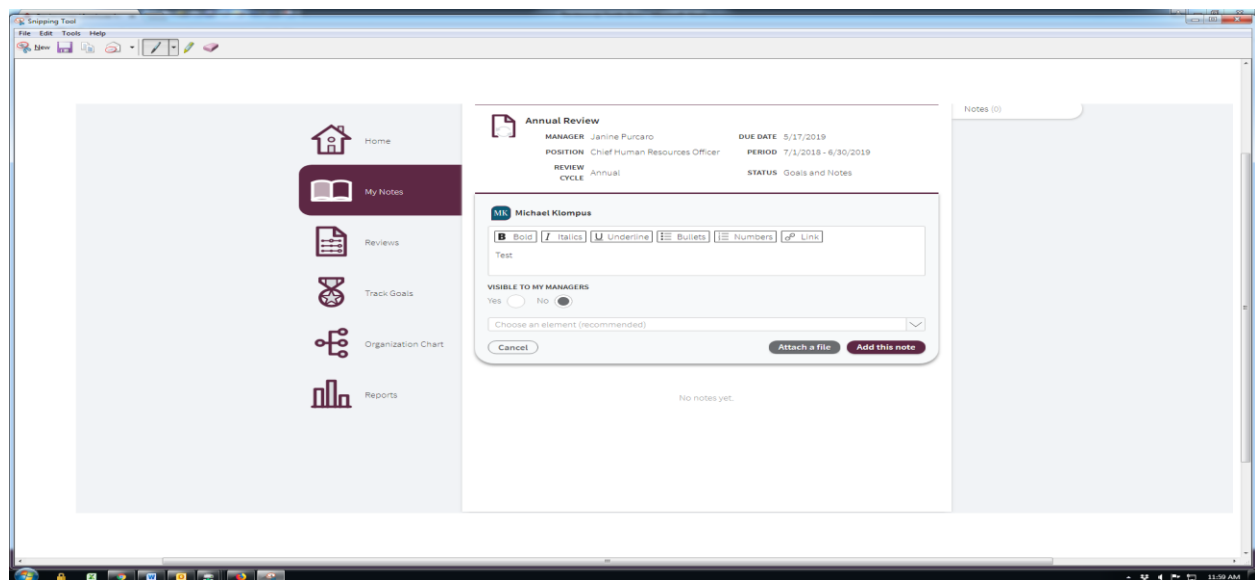 Snipping Tool
File Edit Tools Help
New
Notes (0)
Annual Review
MANAGER Janine Purcaro DUE DATE 5/17/2019
POSITION Chief Human Resources Officer PERIOD 7/1/2018 - 6/30/2019
REVIEW CYCLE Annual STATUS Goals and Notes
Home
My Notes
Reviews
Track Goals
Organization Chart
Reports
MK Michael Klompus
B Bold I Italics U Underline Bullets Numbers Link
Test
VISIBLE TO MY MANAGERS
Yes No
Choose an element (recommended)
Cancel Attach a file Add this note
No notes yet.
11:59 AM